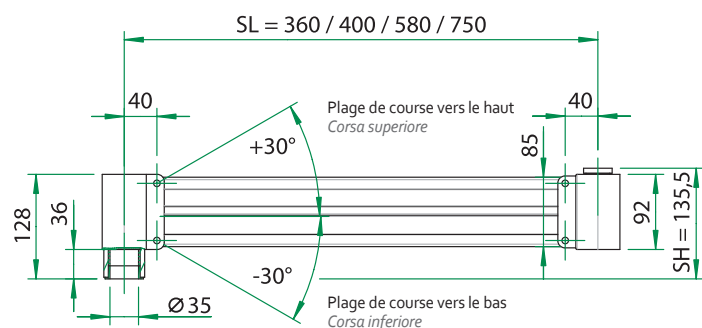 SL = 360 / 400 / 580 / 750
40
40
Plage de course vers le haut
Corsa superiore
+30°
85
128
36
92
SH = 135,5
-30°
Ø 35
Plage de course vers le bas
Corsa inferiore